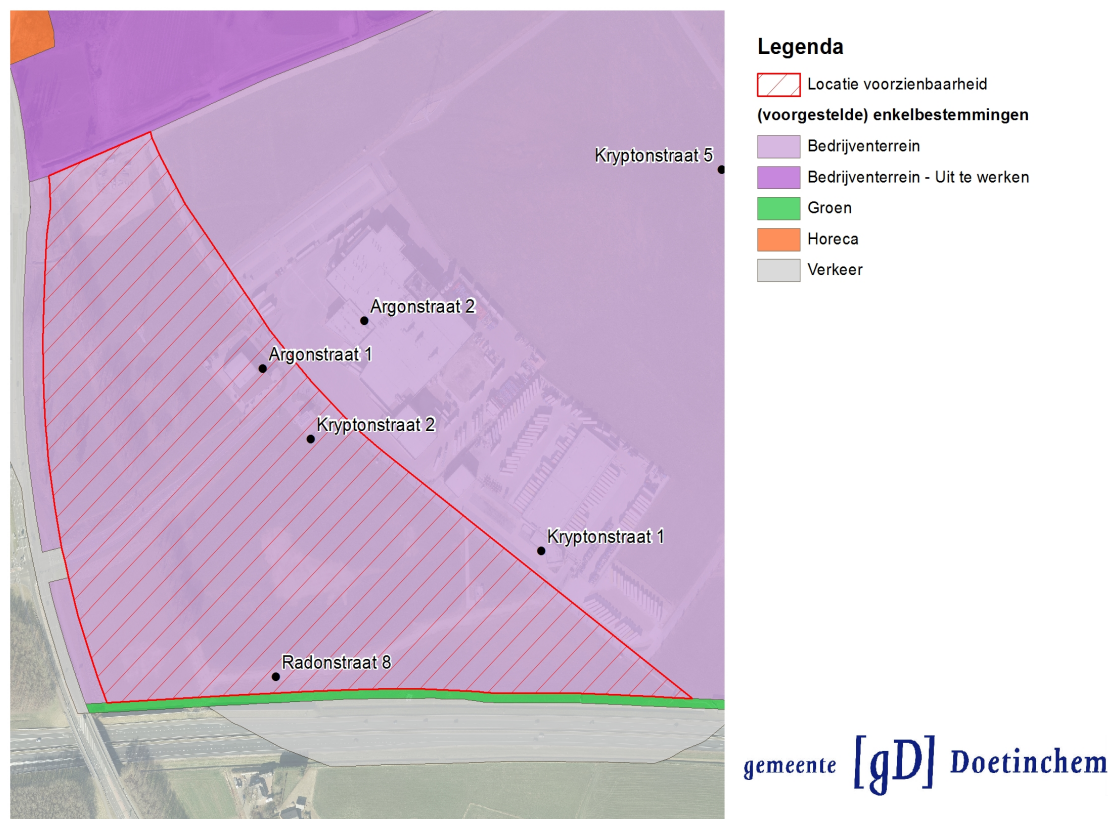 Kryptonstraat 5
Argonstraat 2
Argonstraat 1
Kryptonstraat 2
Kryptonstraat 1
Radonstraat 8
Legenda
Locatie voorzienbaarheid
(voorgestelde) enkelbestemmingen
Bedrijventerrein
Bedrijventerrein - Uit te werken
Groen
Horeca
Verkeer
gemeente [gD] Doetinchem